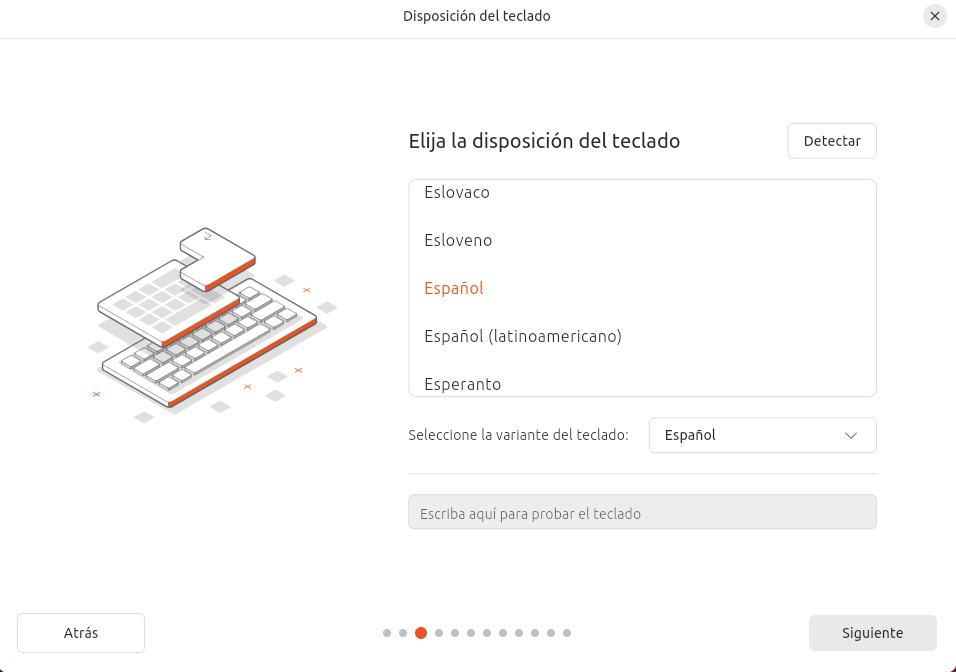 Disposición del teclado
Elija la disposición del teclado
Detectar
Eslovaco
Esloveno
Español
Español (latinoamericano)
Esperanto
Seleccione la variante del teclado:
Español
Escriba aquí para probar el teclado
Atrás
Siguiente